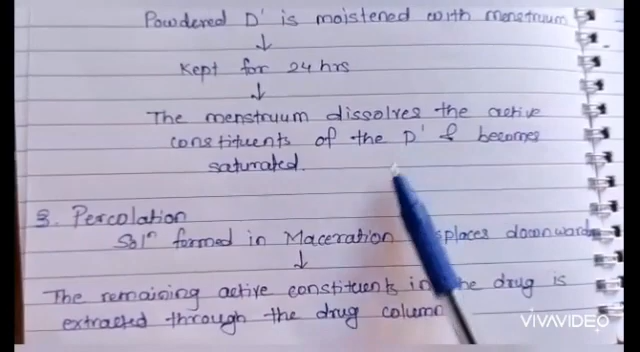 Powdered D' is moistened with menstruum
↓
Kept for 24 hrs
↓
The menstruum dissolves the active
constituents of the D' & becomes
saturated.
3. Percolation
Solⁿ formed in Maceration splaces downwards
↓
The remaining active constituents in the drug is
extracted through the drug column
VIVAVIDEO